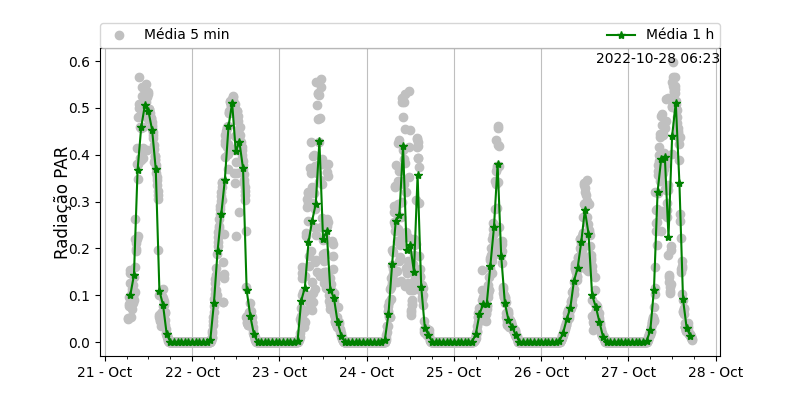 Média 5 min
Média 1 h
2022-10-28 06:23
Radiação PAR
0.6
0.5
0.4
0.3
0.2
0.1
0.0
21 - Oct
22 - Oct
23 - Oct
24 - Oct
25 - Oct
26 - Oct
27 - Oct
28 - Oct